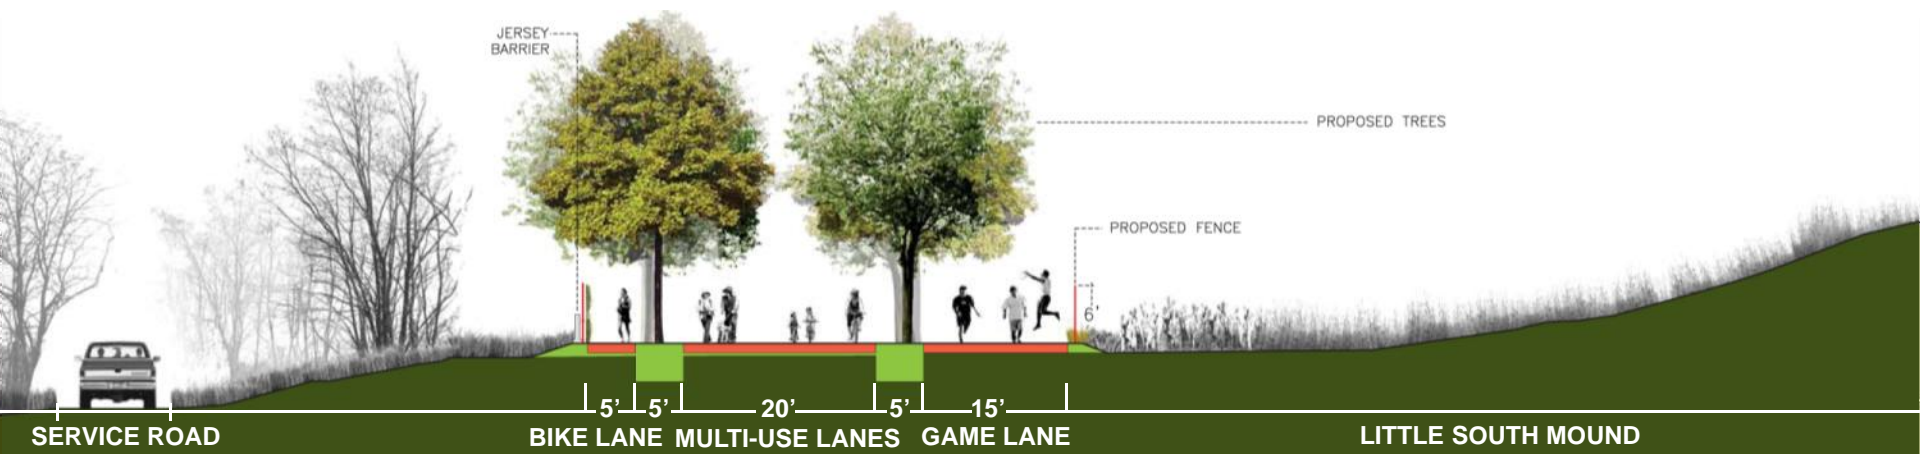 JERSEY
BARRIER
PROPOSED TREES
PROPOSED FENCE
6'
5' 5' 20' 5' 15'
SERVICE ROAD BIKE LANE MULTI-USE LANES GAME LANE LITTLE SOUTH MOUND